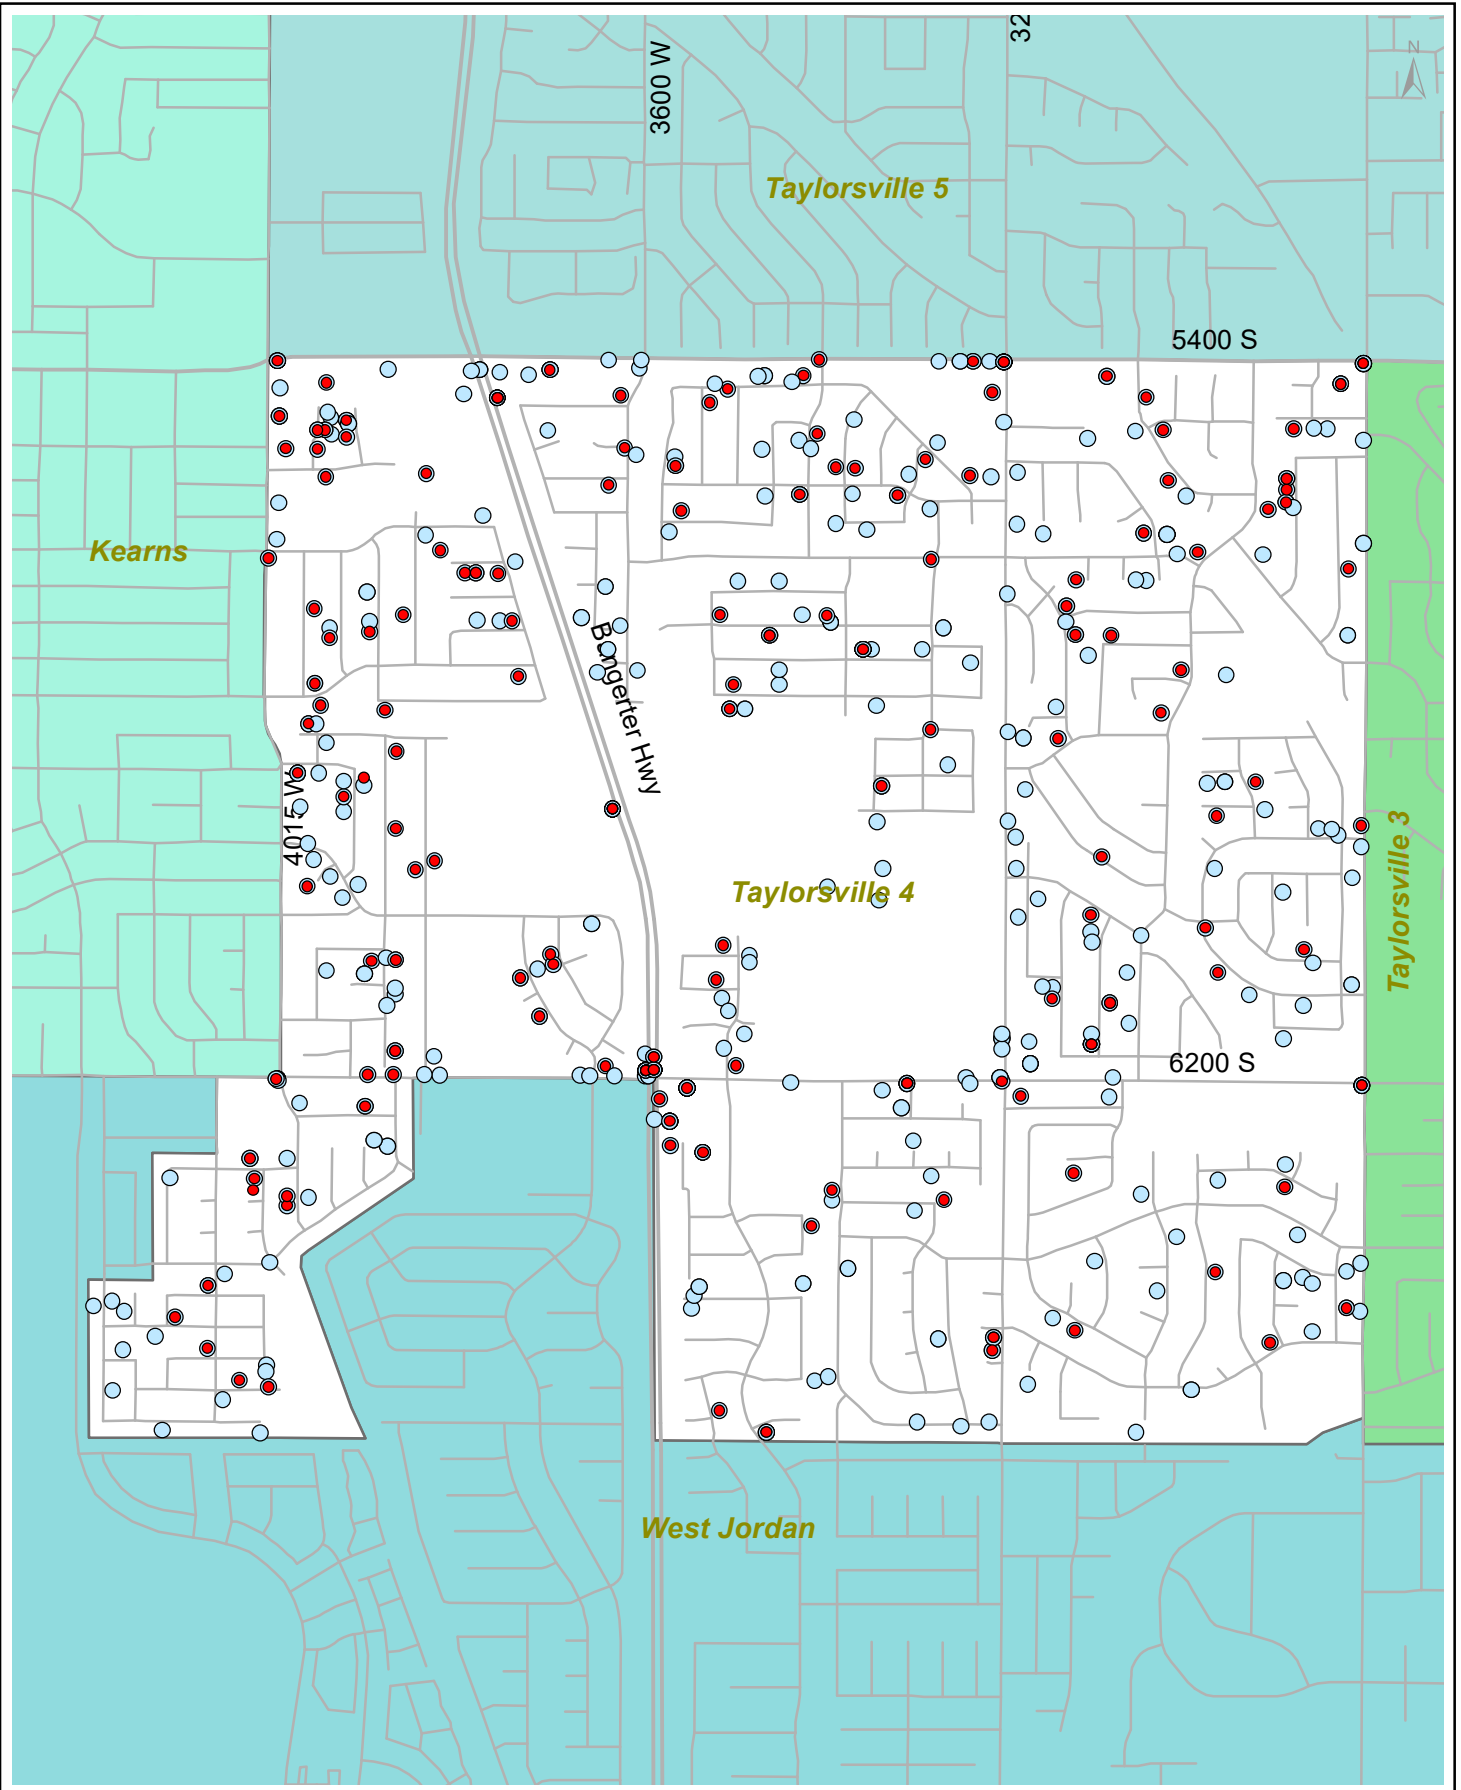 32
N
3600 W
Taylorsville 5
5400 S
Kearns
Bangerter Hwy
4015 W
Taylorsville 4
Taylorsville 3
6200 S
West Jordan